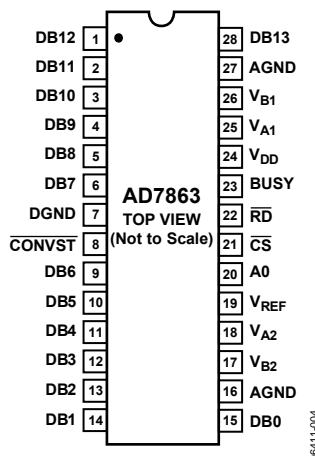 DB12 1 28 DB13
DB11 2 27 AGND
DB10 3 26 VB1
DB9 4 25 VA1
DB8 5 24 VDD
DB7 6 23 BUSY
AD7863
DGND 7 TOP VIEW 22 RD
CONVST 8 (Not to Scale) 21 CS
DB6 9 20 A0
DB5 10 19 VREF
DB4 11 18 VA2
DB3 12 17 VB2
DB2 13 16 AGND
DB1 14 15 DB0